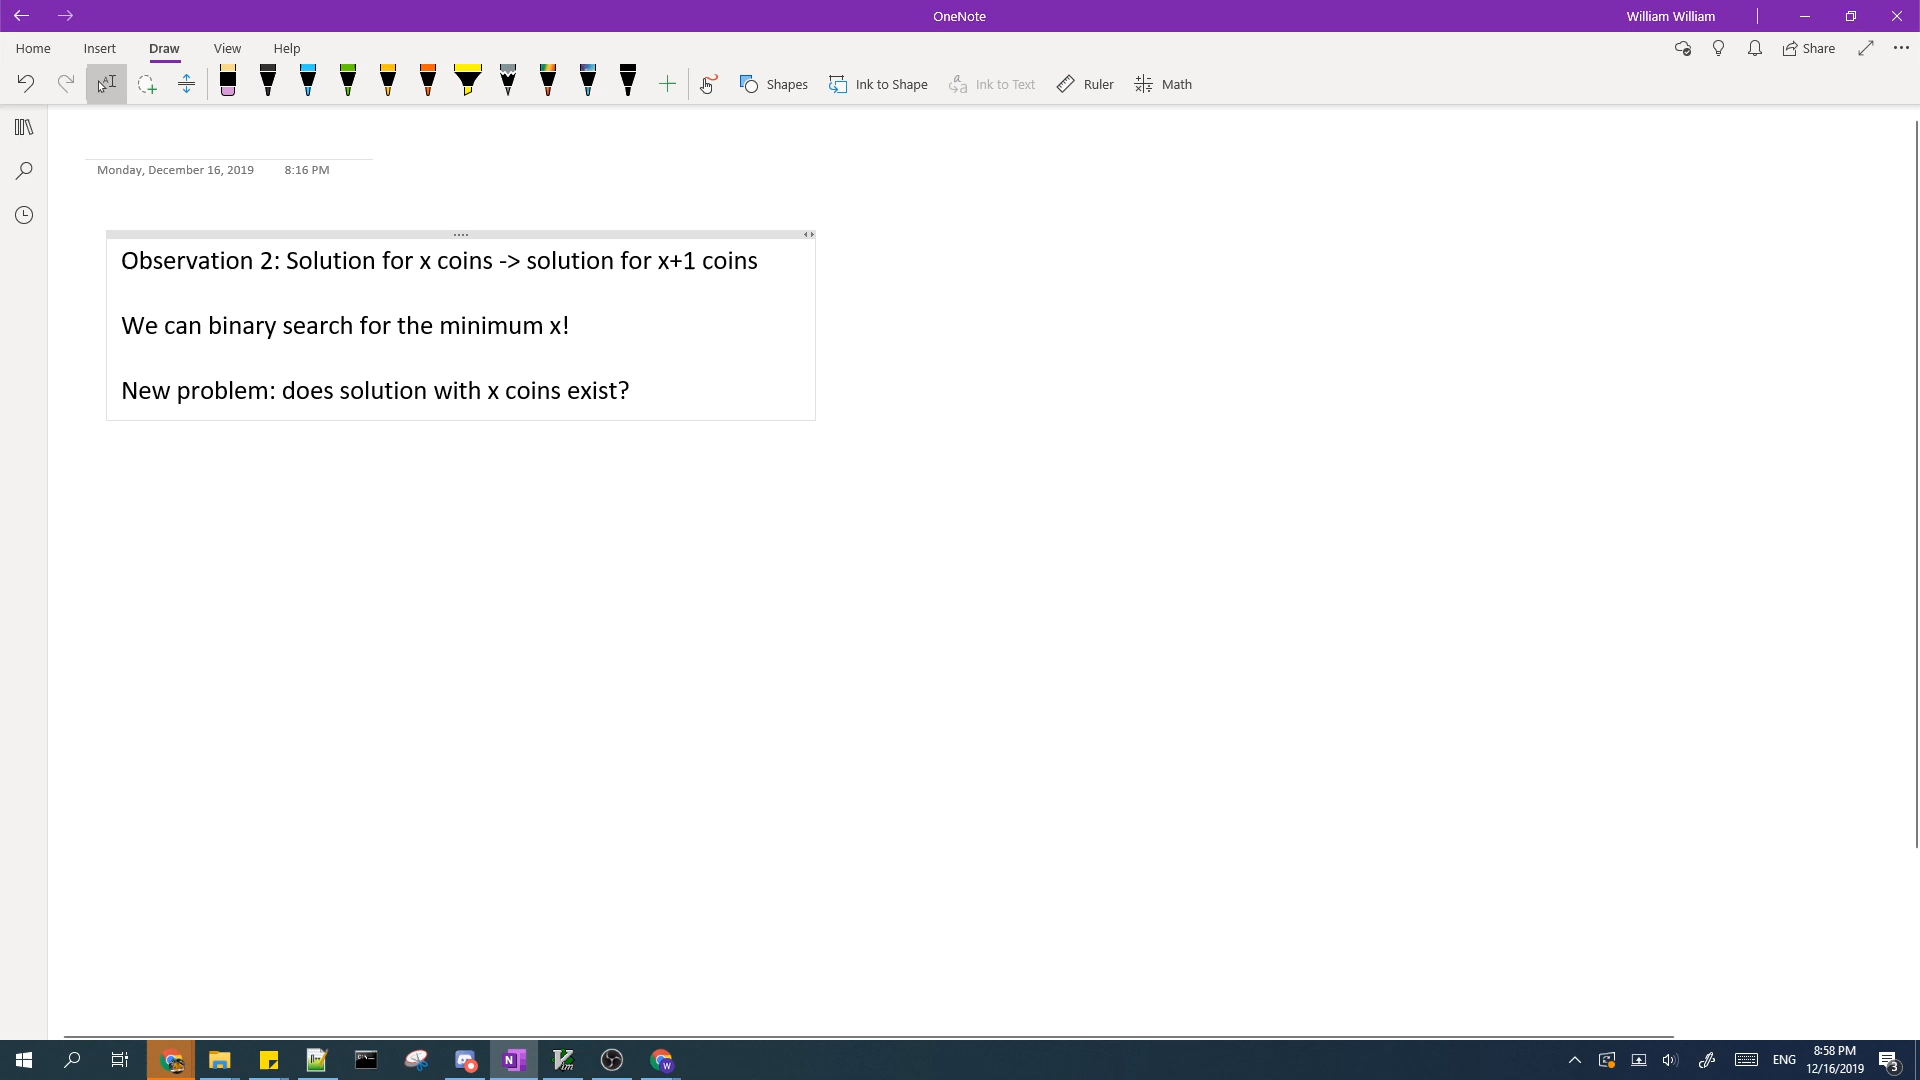 OneNote
William William
Home Insert Draw View Help
Share
Shapes Ink to Shape Ink to Text Ruler Math
Monday, December 16, 2019 8:16 PM
Observation 2: Solution for x coins -> solution for x+1 coins
We can binary search for the minimum x!
New problem: does solution with x coins exist?
ENG
8:58 PM
12/16/2019
3